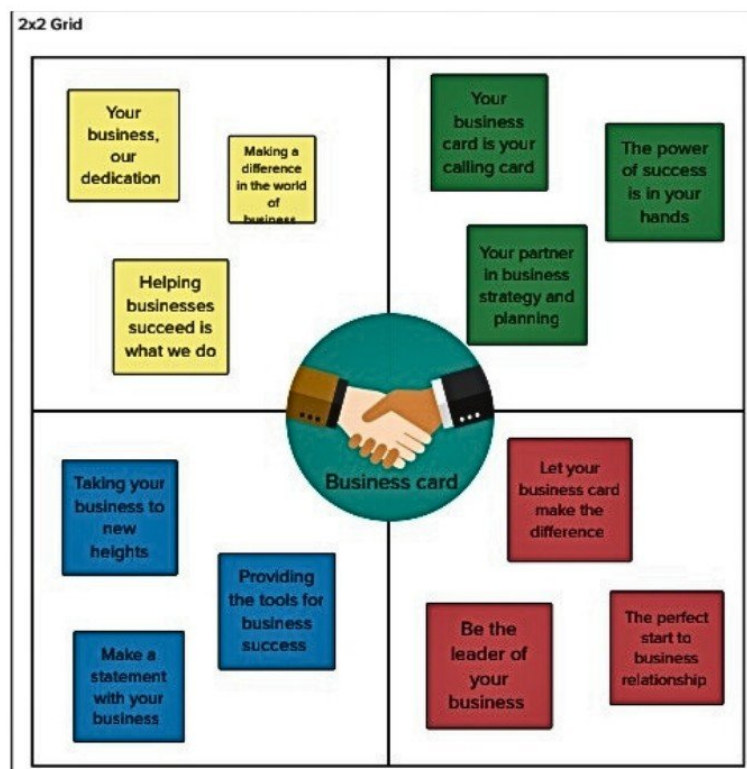 2x2 Grid
Your
business,
our
dedication
Making a
difference
in the world
of
business
Helping
businesses
succeed is
what we do
Your
business
card is your
calling card
The power
of success
is in your
hands
Your partner
in business
strategy and
planning
Business card
Taking your
business to
new
heights
Providing
the tools for
business
success
Make a
statement
with your
business
Let your
business card
make the
difference
Be the
leader of
your
business
The perfect
start to
business
relationship